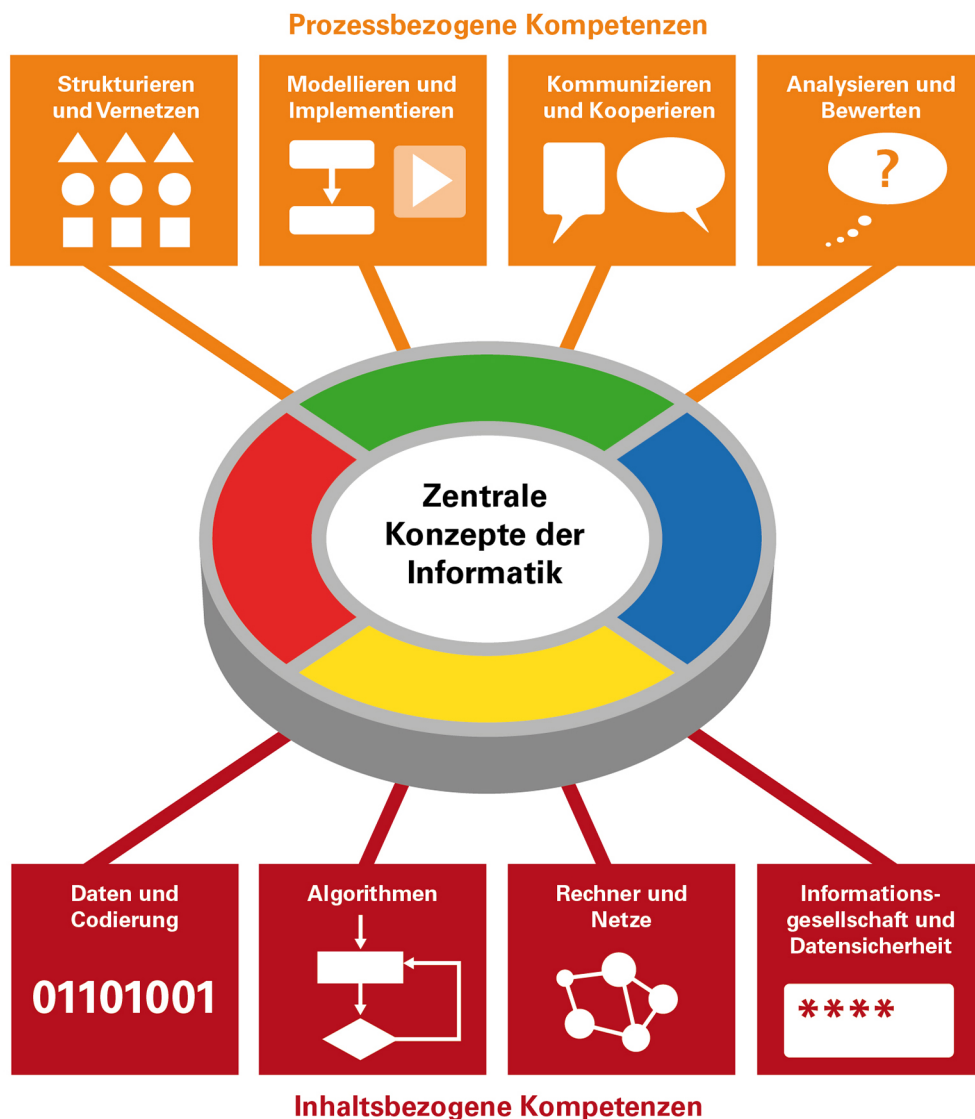 Prozessbezogene Kompetenzen
Strukturieren
und Vernetzen
Modellieren und
Implementieren
Kommunizieren
und Kooperieren
Analysieren und
Bewerten
?
Zentrale
Konzepte der
Informatik
Daten und
Codierung
01101001
Algorithmen
Rechner und
Netze
Informations-
gesellschaft und
Datensicherheit
****
Inhaltsbezogene Kompetenzen